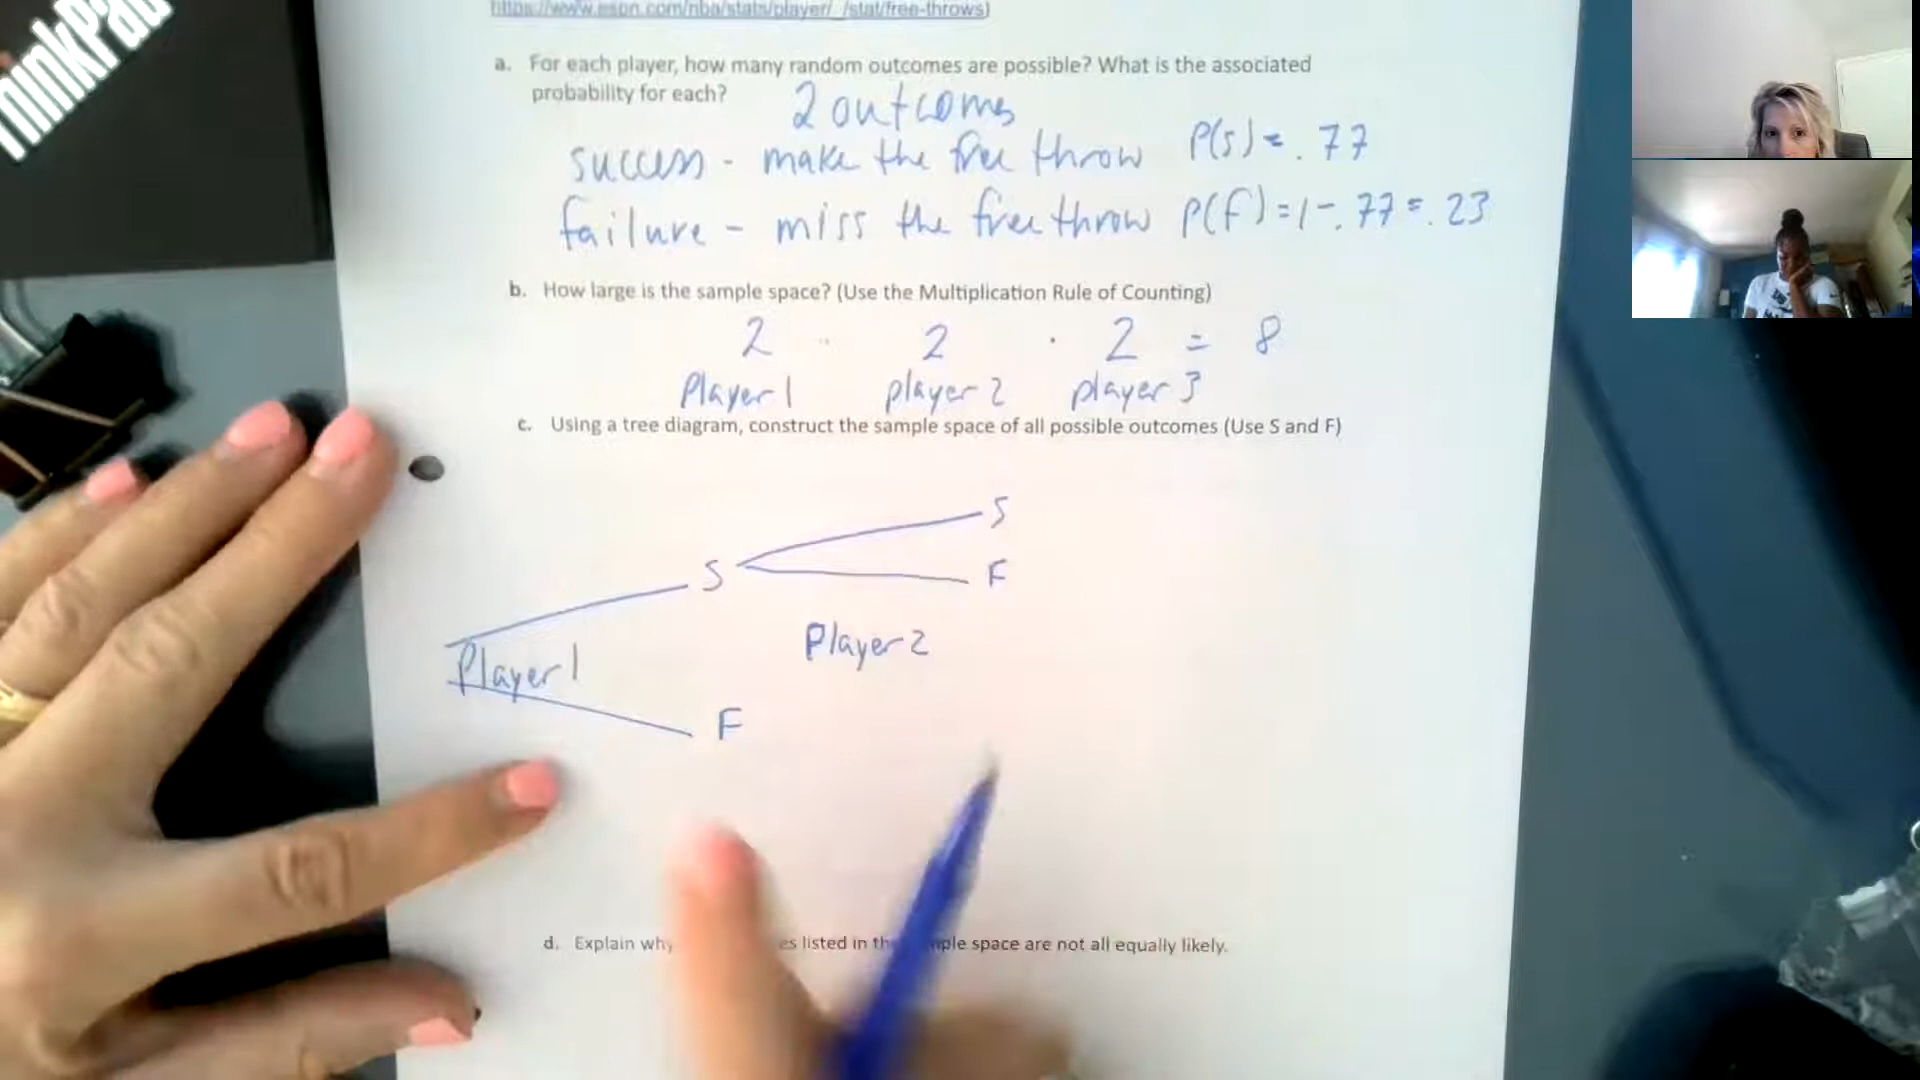 ThinkPad
https://www.espn.com/nba/stats/player/_/stat/free-throws)
a. For each player, how many random outcomes are possible? What is the associated
probability for each?
2 outcomes
success - make the free throw P(S) = .77
failure - miss the free throw P(F) = 1 - .77 = .23
b. How large is the sample space? (Use the Multiplication Rule of Counting)
2 · 2 · 2 = 8
Player 1 player 2 player 3
c. Using a tree diagram, construct the sample space of all possible outcomes (Use S and F)
S
S
F
Player 2
Player 1
F
d. Explain why listed in the sample space are not all equally likely.